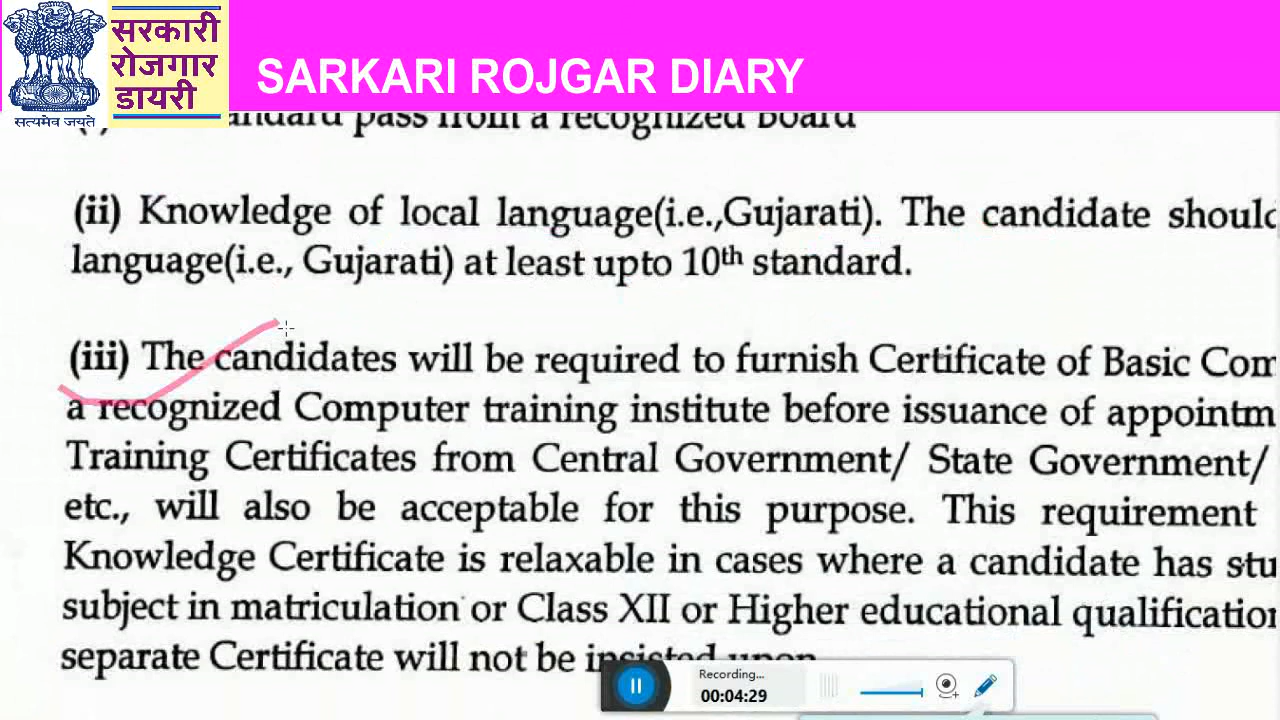 सरकारी
रोजगार
डायरी
सत्यमेव जयते
SARKARI ROJGAR DIARY
pass from a recognized Board
(ii) Knowledge of local language(i.e.,Gujarati). The candidate should
language(i.e., Gujarati) at least upto 10th standard.
(iii) The candidates will be required to furnish Certificate of Basic Com
a recognized Computer training institute before issuance of appointm
Training Certificates from Central Government/ State Government/
etc., will also be acceptable for this purpose. This requirement
Knowledge Certificate is relaxable in cases where a candidate has stu
subject in matriculation or Class XII or Higher educational qualification
separate Certificate will not be insisted upon
Recording...
00:04:29